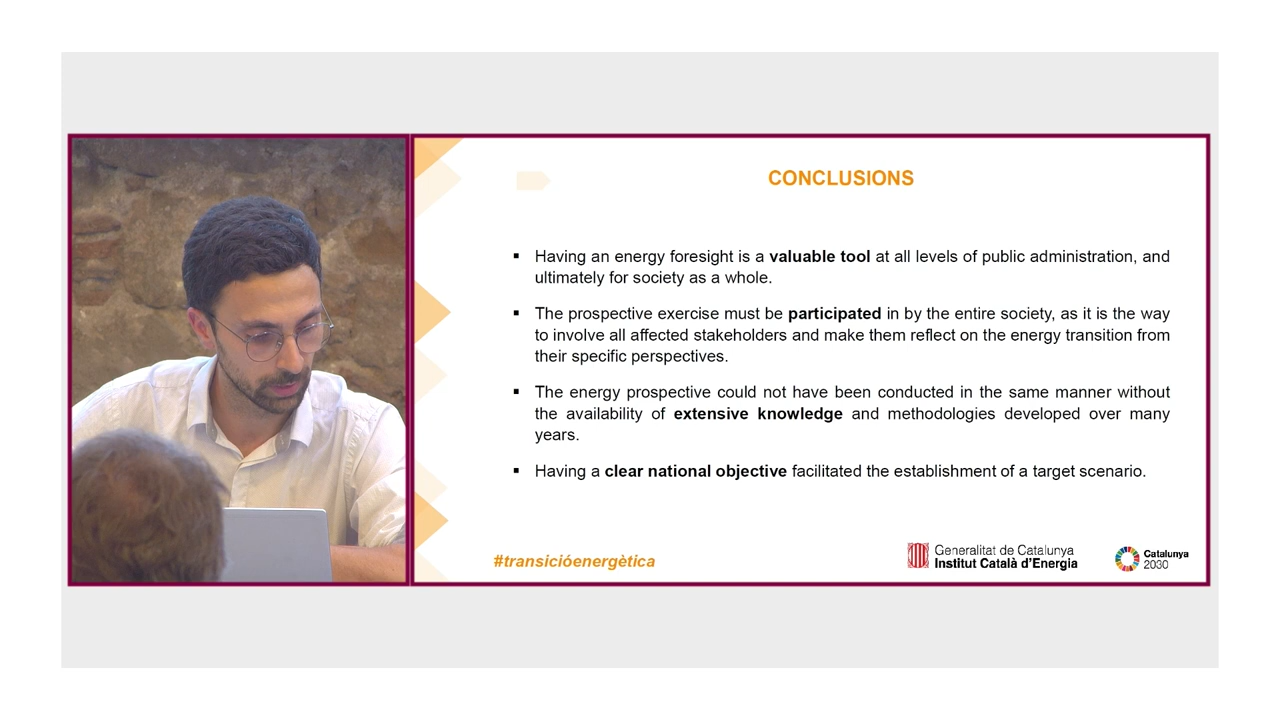 CONCLUSIONS
▪ Having an energy foresight is a valuable tool at all levels of public administration, and
ultimately for society as a whole.
▪ The prospective exercise must be participated in by the entire society, as it is the way
to involve all affected stakeholders and make them reflect on the energy transition from
their specific perspectives.
▪ The energy prospective could not have been conducted in the same manner without
the availability of extensive knowledge and methodologies developed over many
years.
▪ Having a clear national objective facilitated the establishment of a target scenario.
#transicióenergètica
Generalitat de Catalunya
Institut Català d'Energia
Catalunya
2030